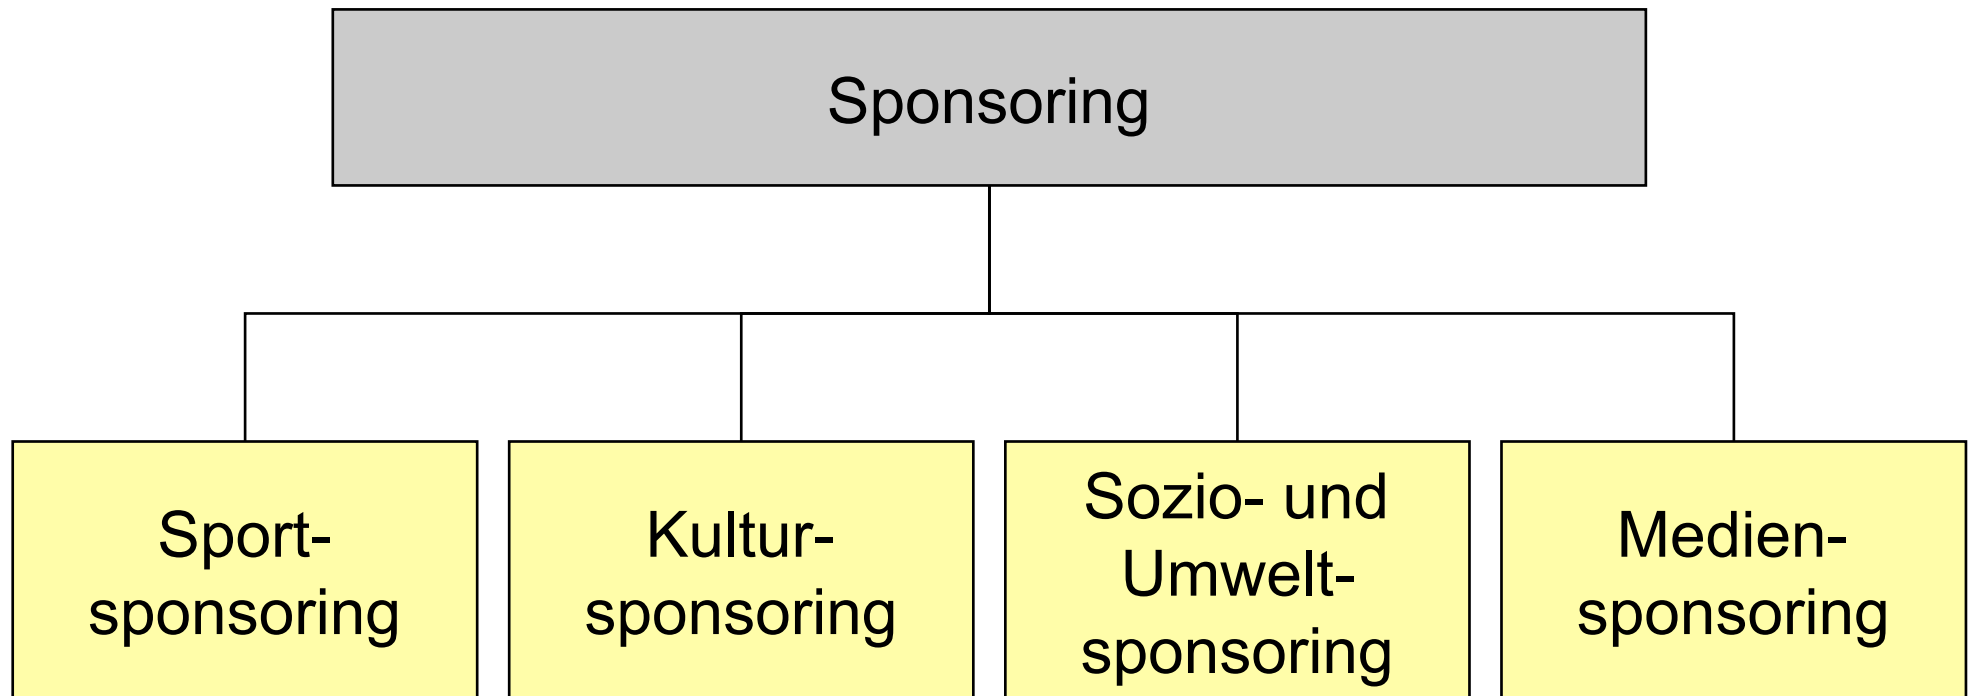 Sponsoring
Sport-
sponsoring
Kultur-
sponsoring
Sozio- und
Umwelt-
sponsoring
Medien-
sponsoring